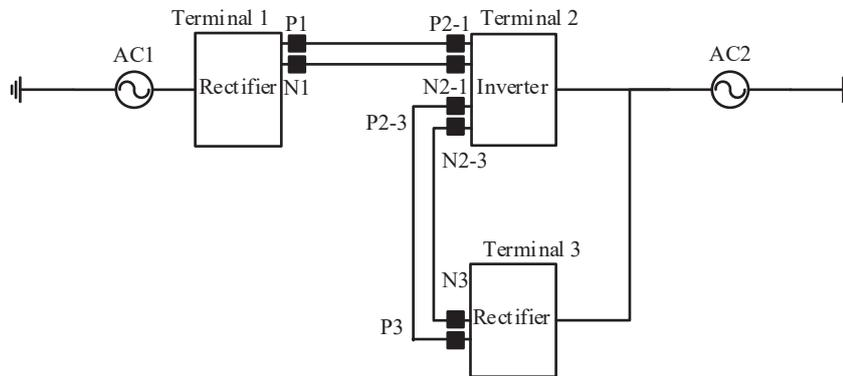 Terminal 1
P1
P2-1
Terminal 2
AC1
AC2
Rectifier
N1
N2-1
Inverter
P2-3
N2-3
Terminal 3
N3
Rectifier
P3